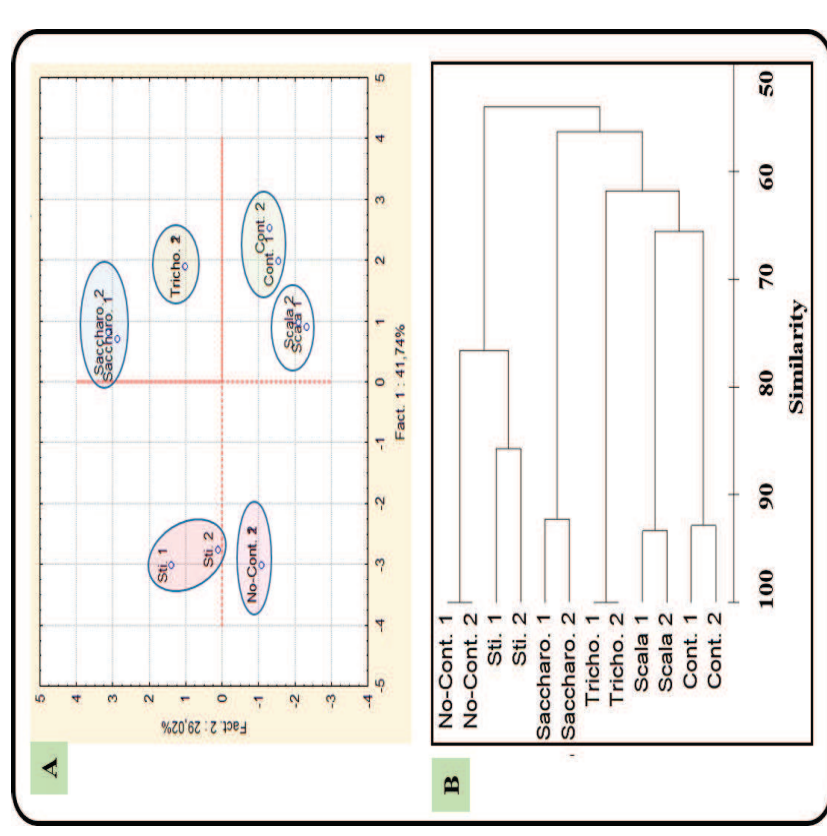 A
5
4
3
2
1
0
-1
-2
-3
-4
Fact. 2 : 29,02%
-5
-4
-3
-2
-1
0
1
2
3
4
5
Fact. 1 : 41,74%
Saccharo. 2
Saccharo. 1
Tricho. 2
Cont. 2
Cont. 1
Scala 2
Scala 1
Sti. 1
Sti. 2
No-Cont. 2
B
No-Cont. 1
No-Cont. 2
Sti. 1
Sti. 2
Saccharo. 1
Saccharo. 2
Tricho. 1
Tricho. 2
Scala 1
Scala 2
Cont. 1
Cont. 2
100
90
80
70
60
50
Similarity